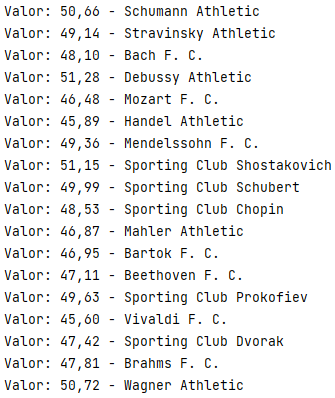 Valor: 50,66 - Schumann Athletic
Valor: 49,14 - Stravinsky Athletic
Valor: 48,10 - Bach F. C.
Valor: 51,28 - Debussy Athletic
Valor: 46,48 - Mozart F. C.
Valor: 45,89 - Handel Athletic
Valor: 49,36 - Mendelssohn F. C.
Valor: 51,15 - Sporting Club Shostakovich
Valor: 49,99 - Sporting Club Schubert
Valor: 48,53 - Sporting Club Chopin
Valor: 46,87 - Mahler Athletic
Valor: 46,95 - Bartok F. C.
Valor: 47,11 - Beethoven F. C.
Valor: 49,63 - Sporting Club Prokofiev
Valor: 45,60 - Vivaldi F. C.
Valor: 47,42 - Sporting Club Dvorak
Valor: 47,81 - Brahms F. C.
Valor: 50,72 - Wagner Athletic